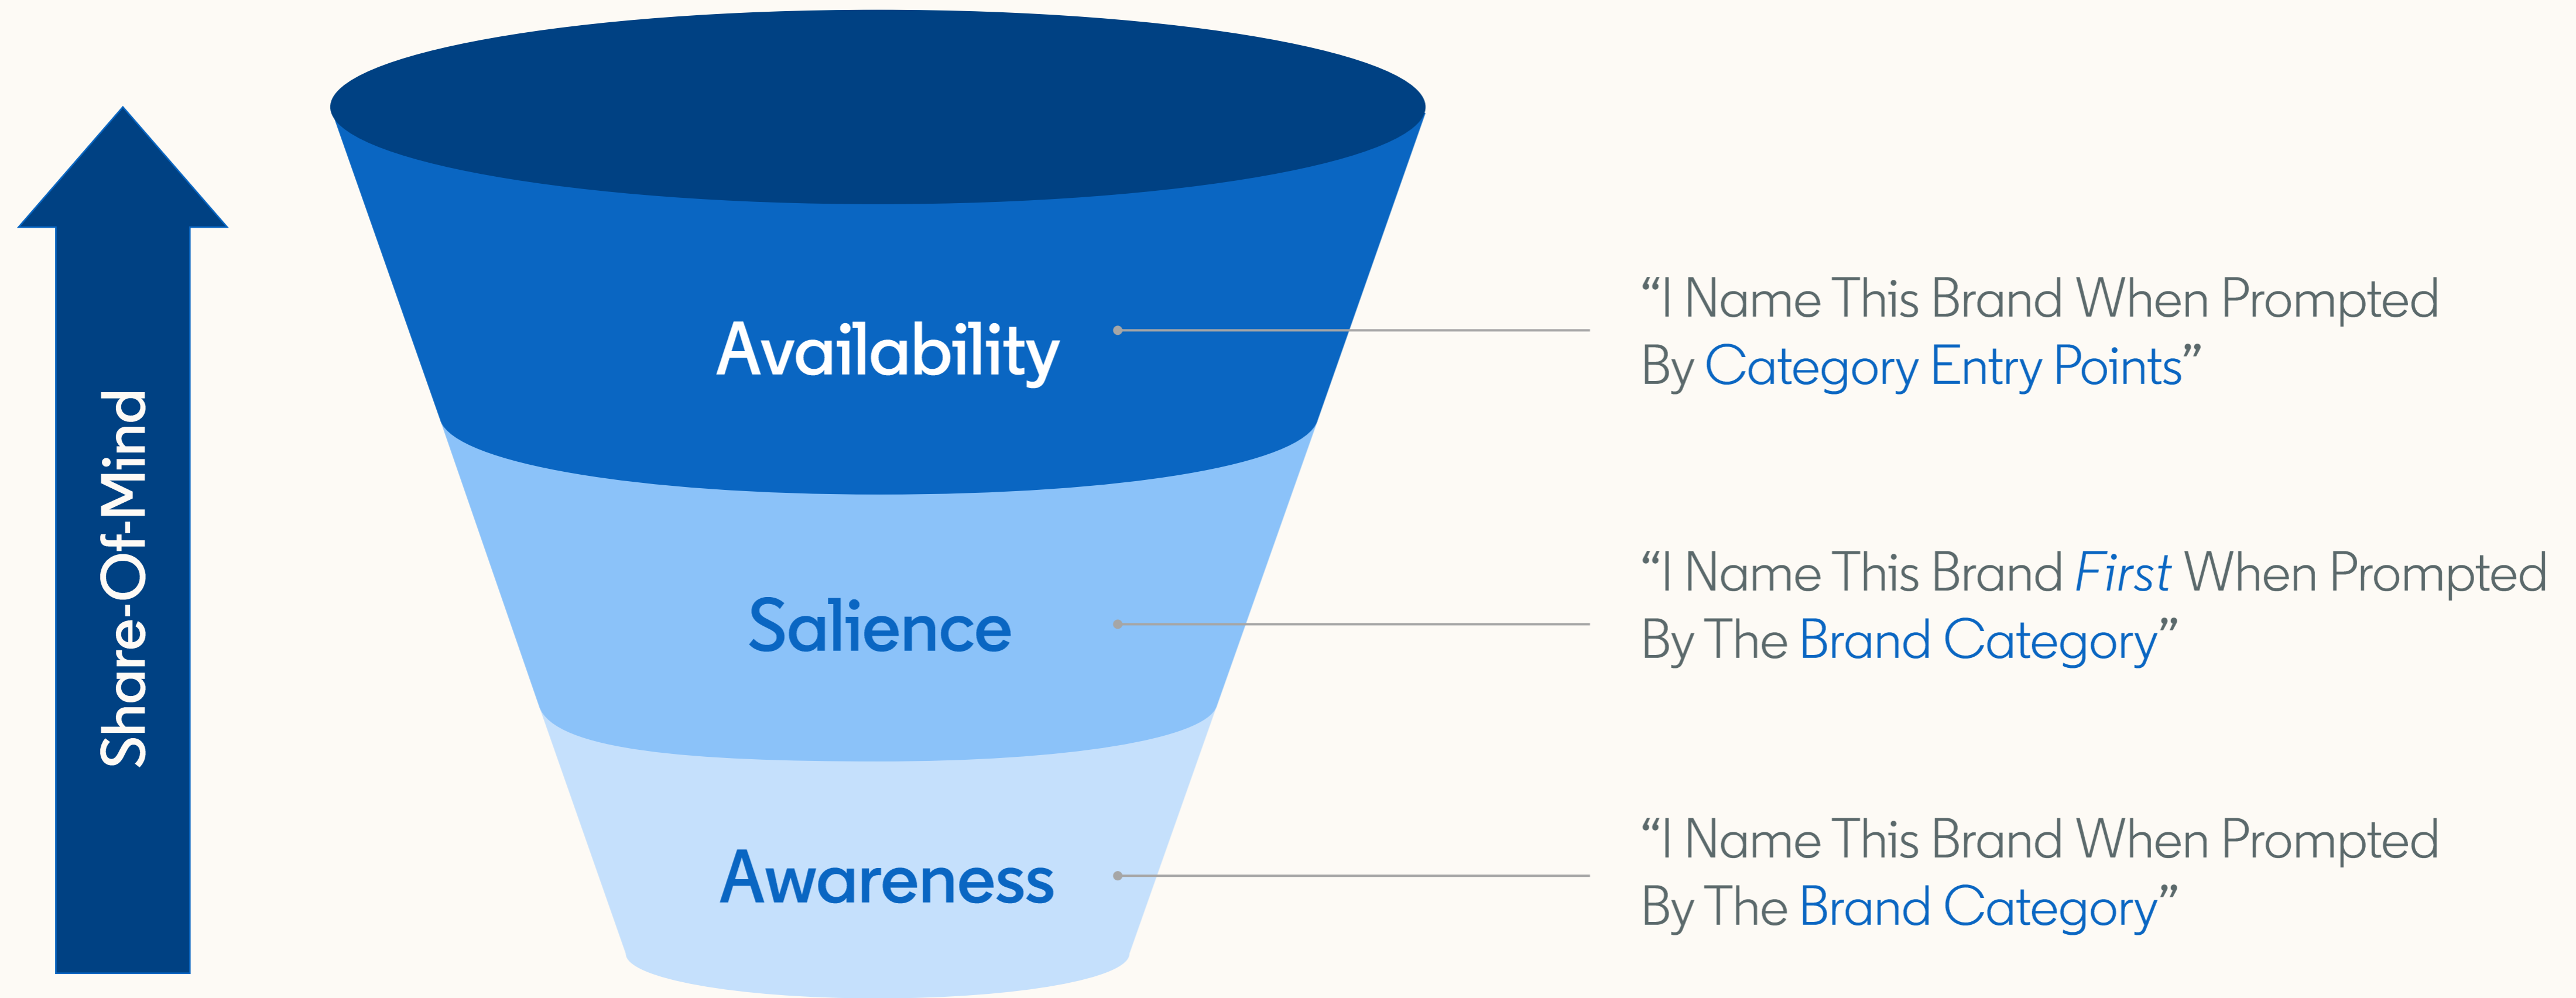 Share-Of-Mind
Availability
“I Name This Brand When Prompted
By Category Entry Points”
Salience
“I Name This Brand First When Prompted
By The Brand Category”
Awareness
“I Name This Brand When Prompted
By The Brand Category”